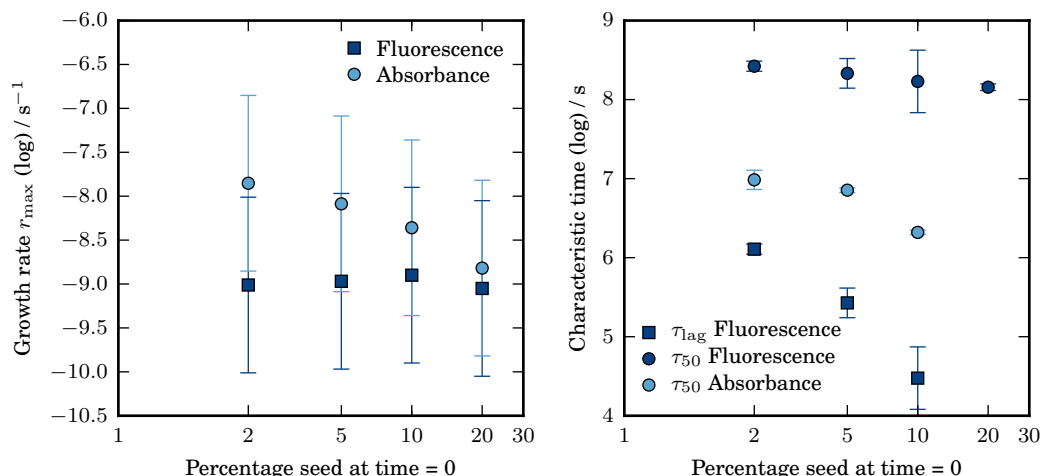 −6.0
−6.5
−7.0
−7.5
−8.0
−8.5
−9.0
−9.5
−10.0
−10.5
Growth rate r_max (log) / s⁻¹
Fluorescence
Absorbance
1 2 5 10 20 30
Percentage seed at time = 0
9
8
7
6
5
4
Characteristic time (log) / s
τ_lag Fluorescence
τ_50 Fluorescence
τ_50 Absorbance
1 2 5 10 20 30
Percentage seed at time = 0